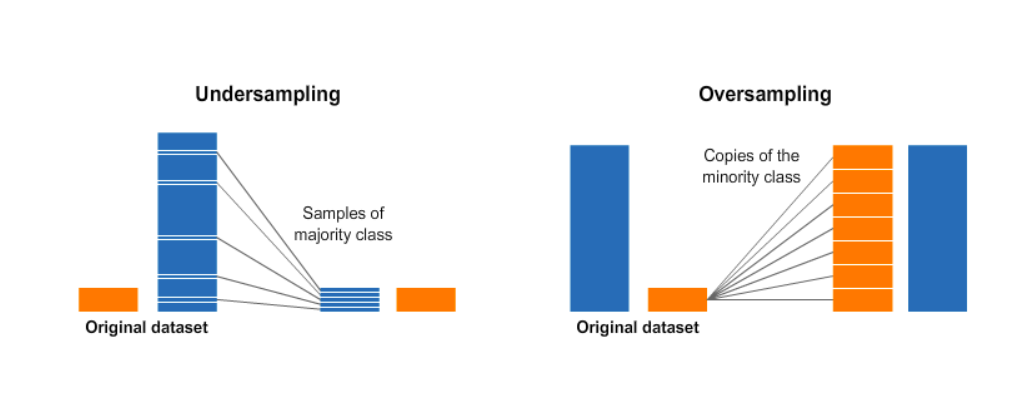 Undersampling
Samples of
majority class
Original dataset
Oversampling
Copies of the
minority class
Original dataset